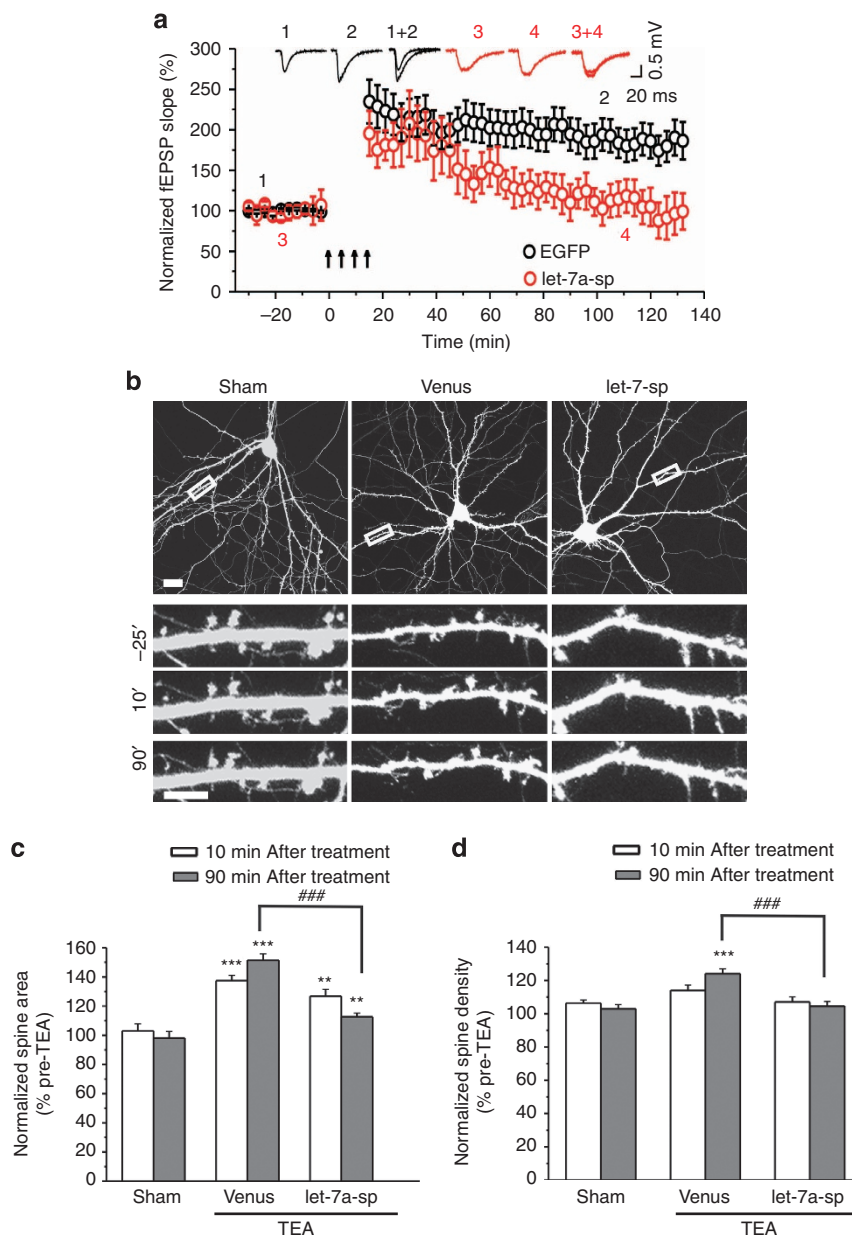 a
1 2 1+2 3 4 3+4
0.5 mV
20 ms
300
250
200
150
100
50
0
Normalized fEPSP slope (%)
1
3
2
4
EGFP
let-7a-sp
−20 0 20 40 60 80 100 120 140
Time (min)
b
Sham Venus let-7-sp
−25′
10′
90′
c
10 min After treatment
90 min After treatment
###
160
140
120
100
80
60
40
20
0
Normalized spine area
(% pre-TEA)
*** *** ** **
Sham Venus let-7a-sp
TEA
d
10 min After treatment
90 min After treatment
###
140
120
100
80
60
40
20
0
Normalized spine density
(% pre-TEA)
***
Sham Venus let-7a-sp
TEA